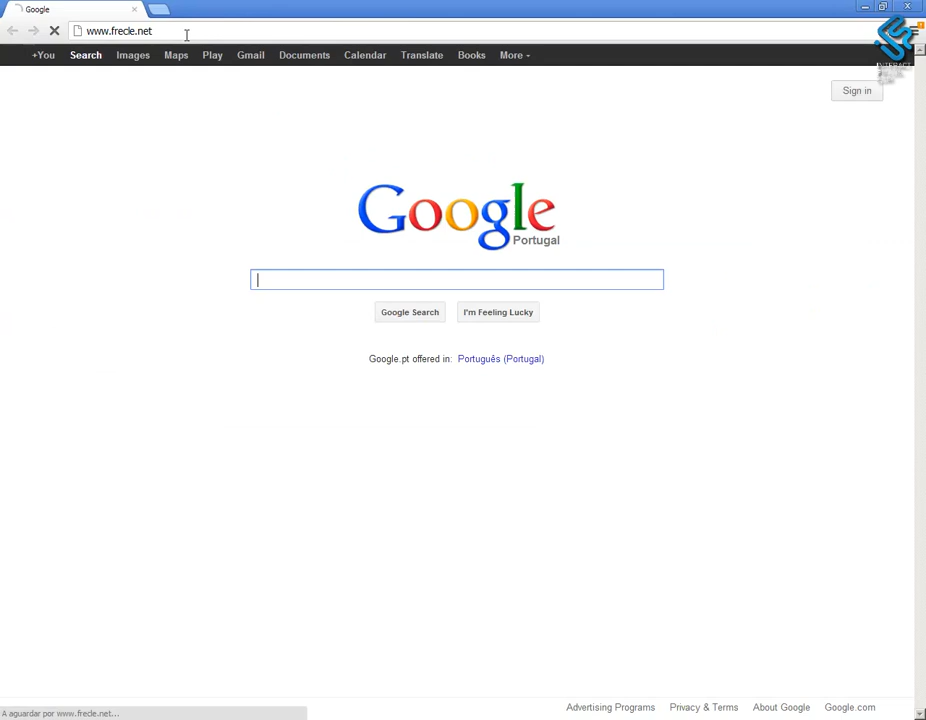 Google
www.frecle.net
+You Search Images Maps Play Gmail Documents Calendar Translate Books More
Sign in
Google
Portugal
Google Search I'm Feeling Lucky
Google.pt offered in: Português (Portugal)
A aguardar por www.frecle.net...
Advertising Programs Privacy & Terms About Google Google.com